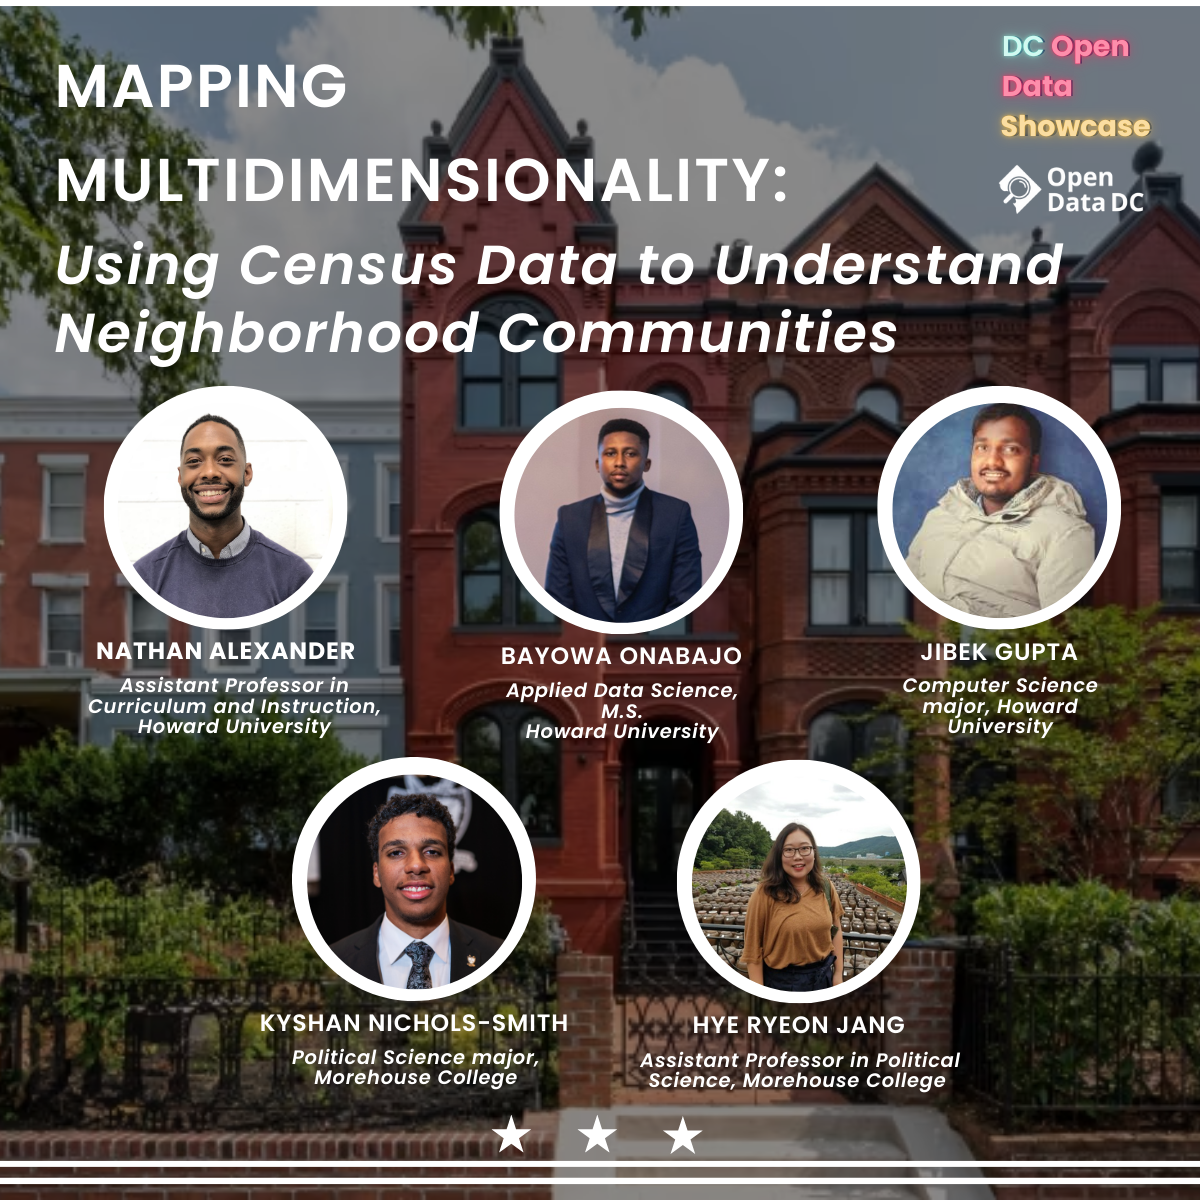 MAPPING
MULTIDIMENSIONALITY:
Using Census Data to Understand
Neighborhood Communities
DC Open
Data
Showcase
Open
Data DC
NATHAN ALEXANDER
Assistant Professor in
Curriculum and Instruction,
Howard University
BAYOWA ONABAJO
Applied Data Science,
M.S.
Howard University
JIBEK GUPTA
Computer Science
major, Howard
University
KYSHAN NICHOLS-SMITH
Political Science major,
Morehouse College
HYE RYEON JANG
Assistant Professor in Political
Science, Morehouse College